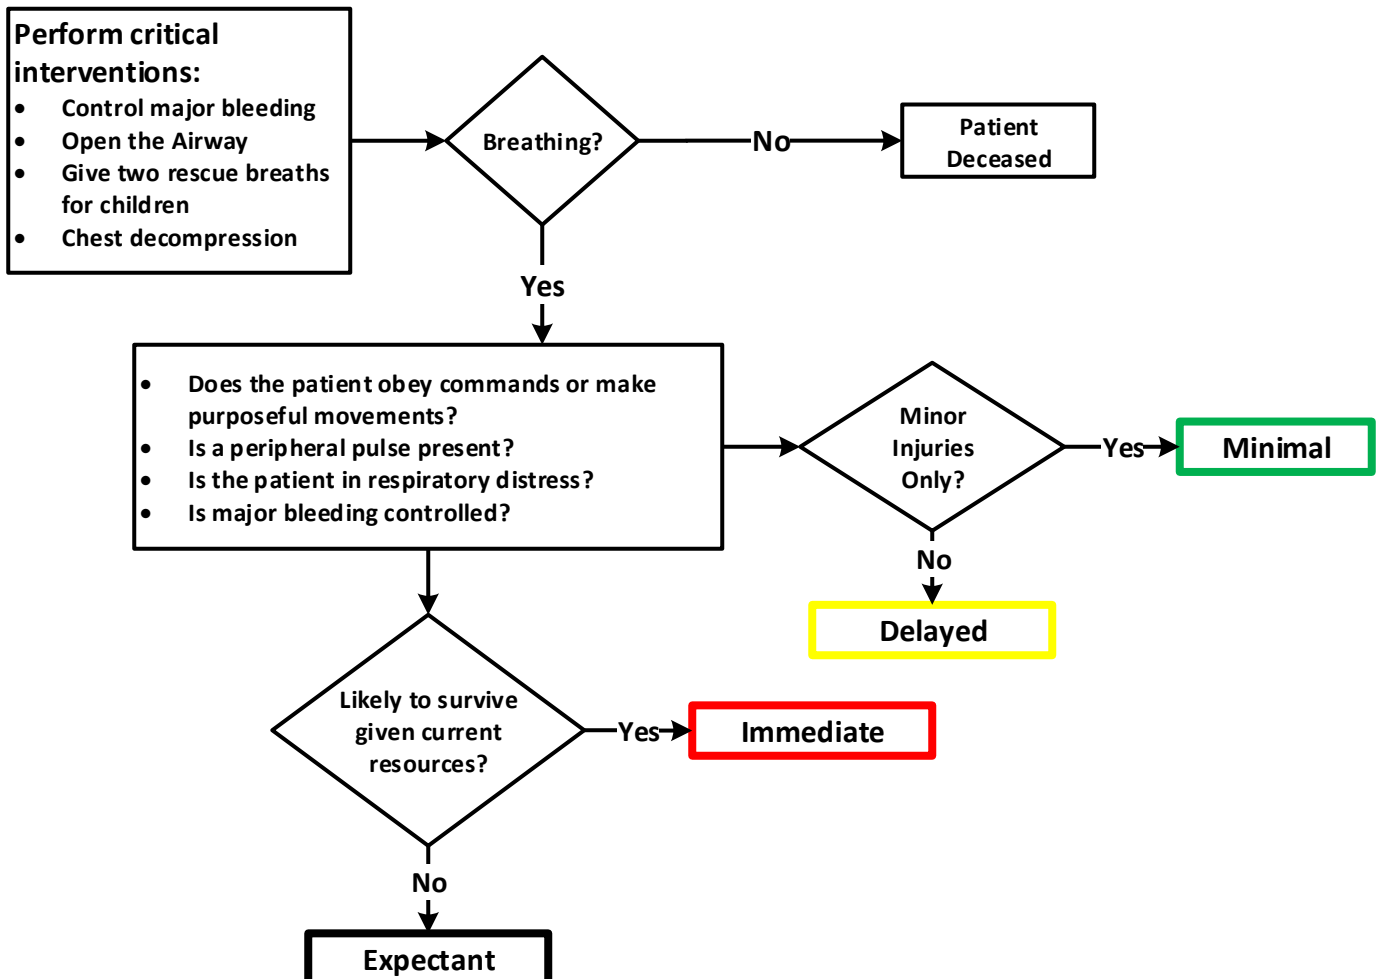 Perform critical
interventions:
• Control major bleeding
• Open the Airway
• Give two rescue breaths
for children
• Chest decompression
Breathing?
No
Patient
Deceased
Yes
• Does the patient obey commands or make
purposeful movements?
• Is a peripheral pulse present?
• Is the patient in respiratory distress?
• Is major bleeding controlled?
Minor
Injuries
Only?
Yes
Minimal
No
Delayed
Likely to survive
given current
resources?
Yes
Immediate
No
Expectant